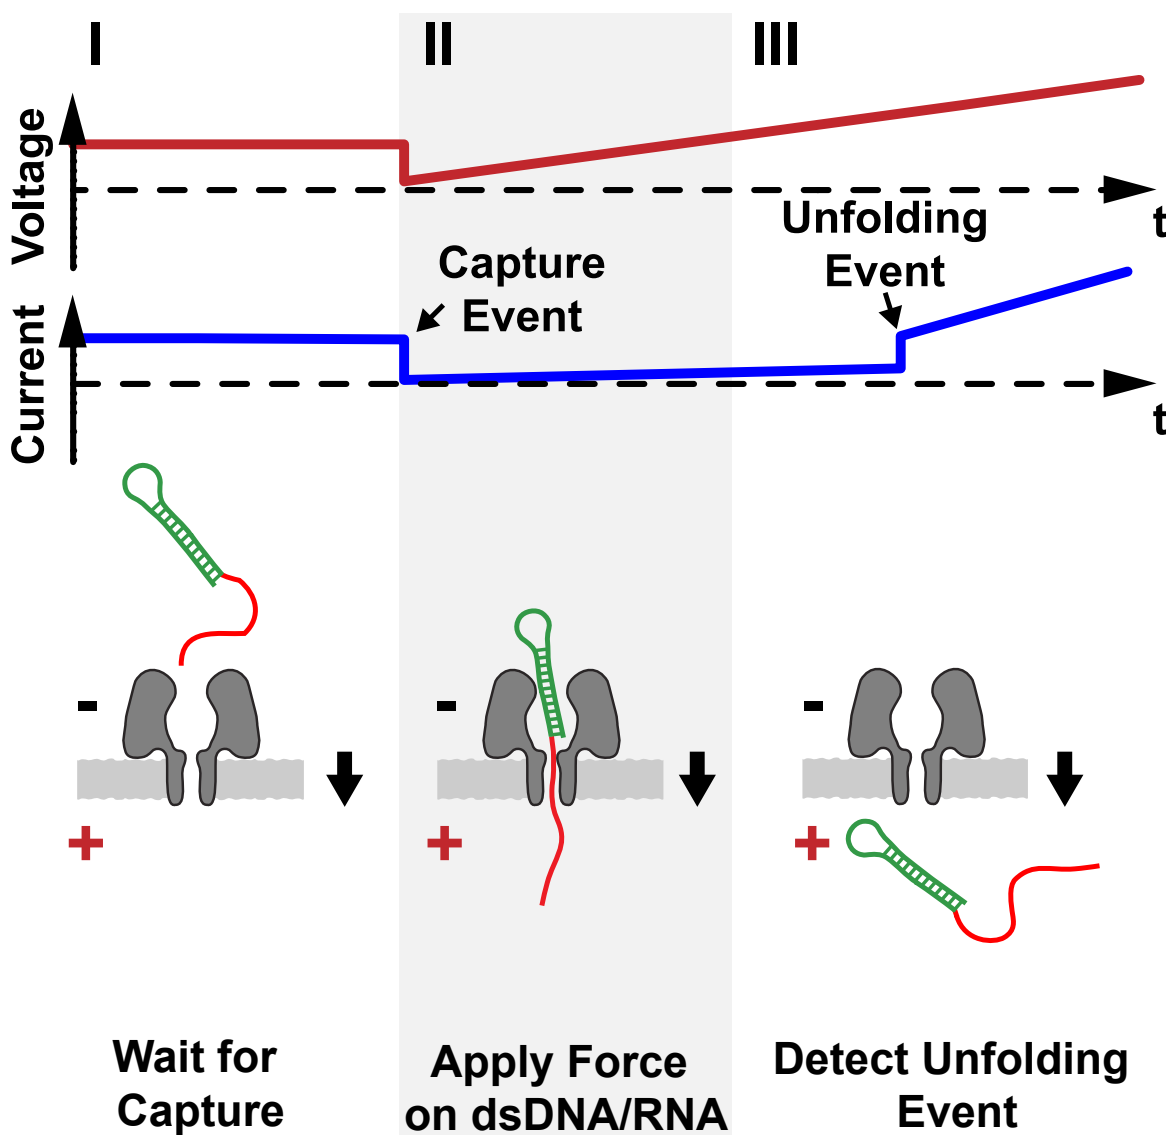 I
II
III
Voltage
t
Capture
Event
Unfolding
Event
Current
t
-
+
-
+
-
+
Wait for
Capture
Apply Force
on dsDNA/RNA
Detect Unfolding
Event